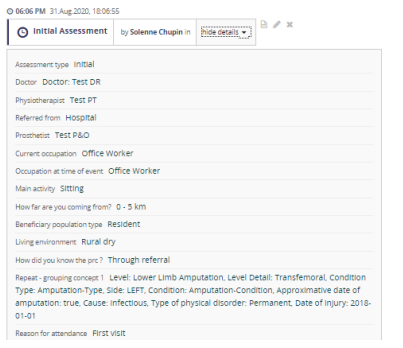 06:06 PM 31.Aug.2020, 18:06:55
Initial Assessment by Solenne Chupin in hide details
Assessment type Initial
Doctor Doctor: Test DR
Physiotherapist Test PT
Referred from Hospital
Prosthetist Test P&O
Current occupation Office Worker
Occupation at time of event Office Worker
Main activity Sitting
How far are you coming from? 0 - 5 km
Beneficiary population type Resident
Living environment Rural dry
How did you know the prc ? Through referral
Repeat - grouping concept 1 Level: Lower Limb Amputation, Level Detail: Transfemoral, Condition
Type: Amputation-Type, Side: LEFT, Condition: Amputation-Condition, Approximative date of
amputation: true, Cause: Infectious, Type of physical disorder: Permanent, Date of Injury: 2018-
01-01
Reason for attendance First visit